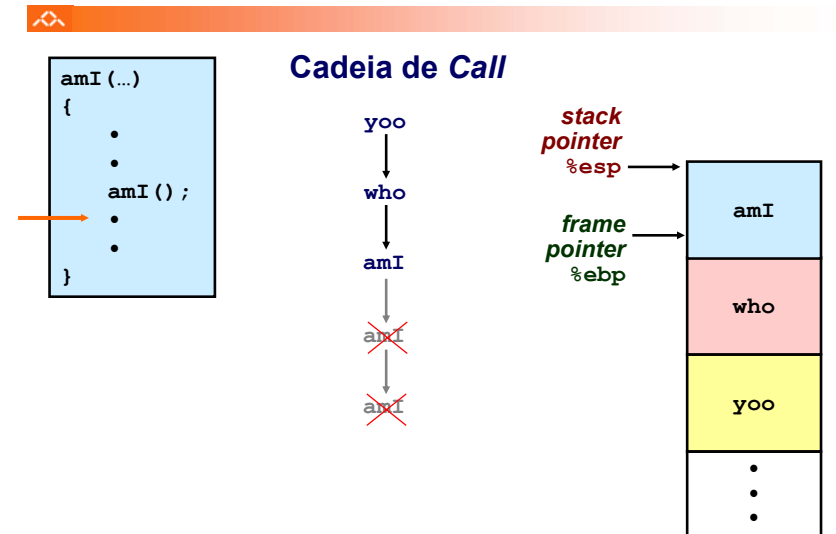 Cadeia de Call
amI(…)
{
•
•
amI();
•
•
}
yoo
who
amI
amI
amI
stack
pointer
%esp
frame
pointer
%ebp
amI
who
yoo
•
•
•